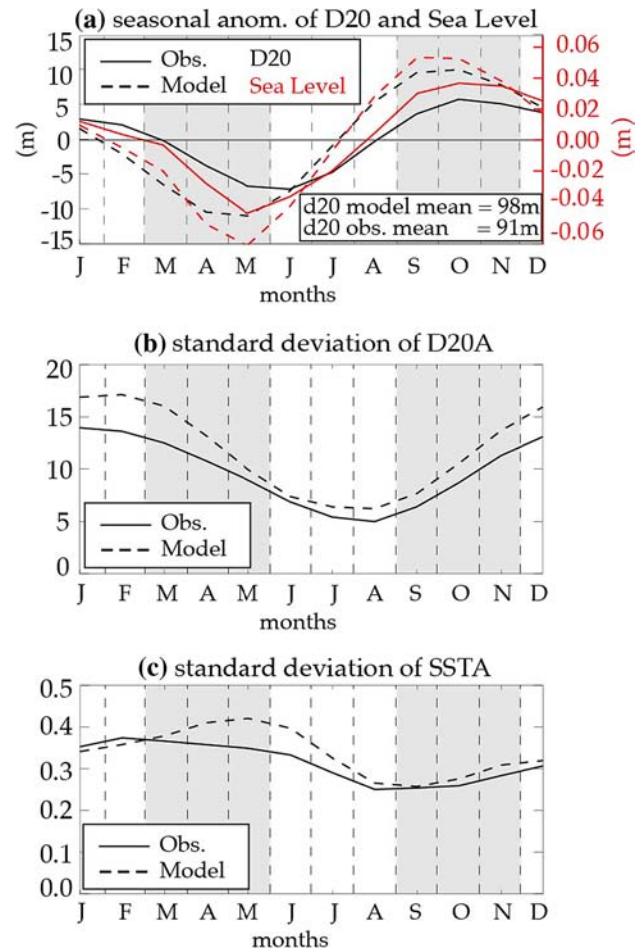 (a) seasonal anom. of D20 and Sea Level
15
10
5
0
-5
-10
-15
(m)
Obs. D20
Model Sea Level
0.06
0.04
0.02
0.00
-0.02
-0.04
-0.06
(m)
d20 model mean = 98m
d20 obs. mean = 91m
J F M A M J J A S O N D
months
(b) standard deviation of D20A
20
15
10
5
0
Obs.
Model
J F M A M J J A S O N D
months
(c) standard deviation of SSTA
0.5
0.4
0.3
0.2
0.1
0.0
Obs.
Model
J F M A M J J A S O N D
months